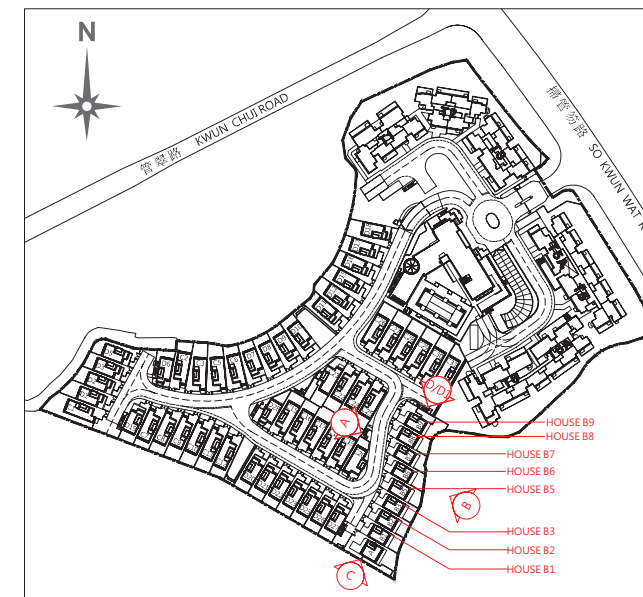 N
管翠路 KWUN CHUI ROAD
掃管笏路 SO KWUN WAT R
D/D1
A
HOUSE B9
HOUSE B8
HOUSE B7
HOUSE B6
HOUSE B5
B
HOUSE B3
HOUSE B2
HOUSE B1
C